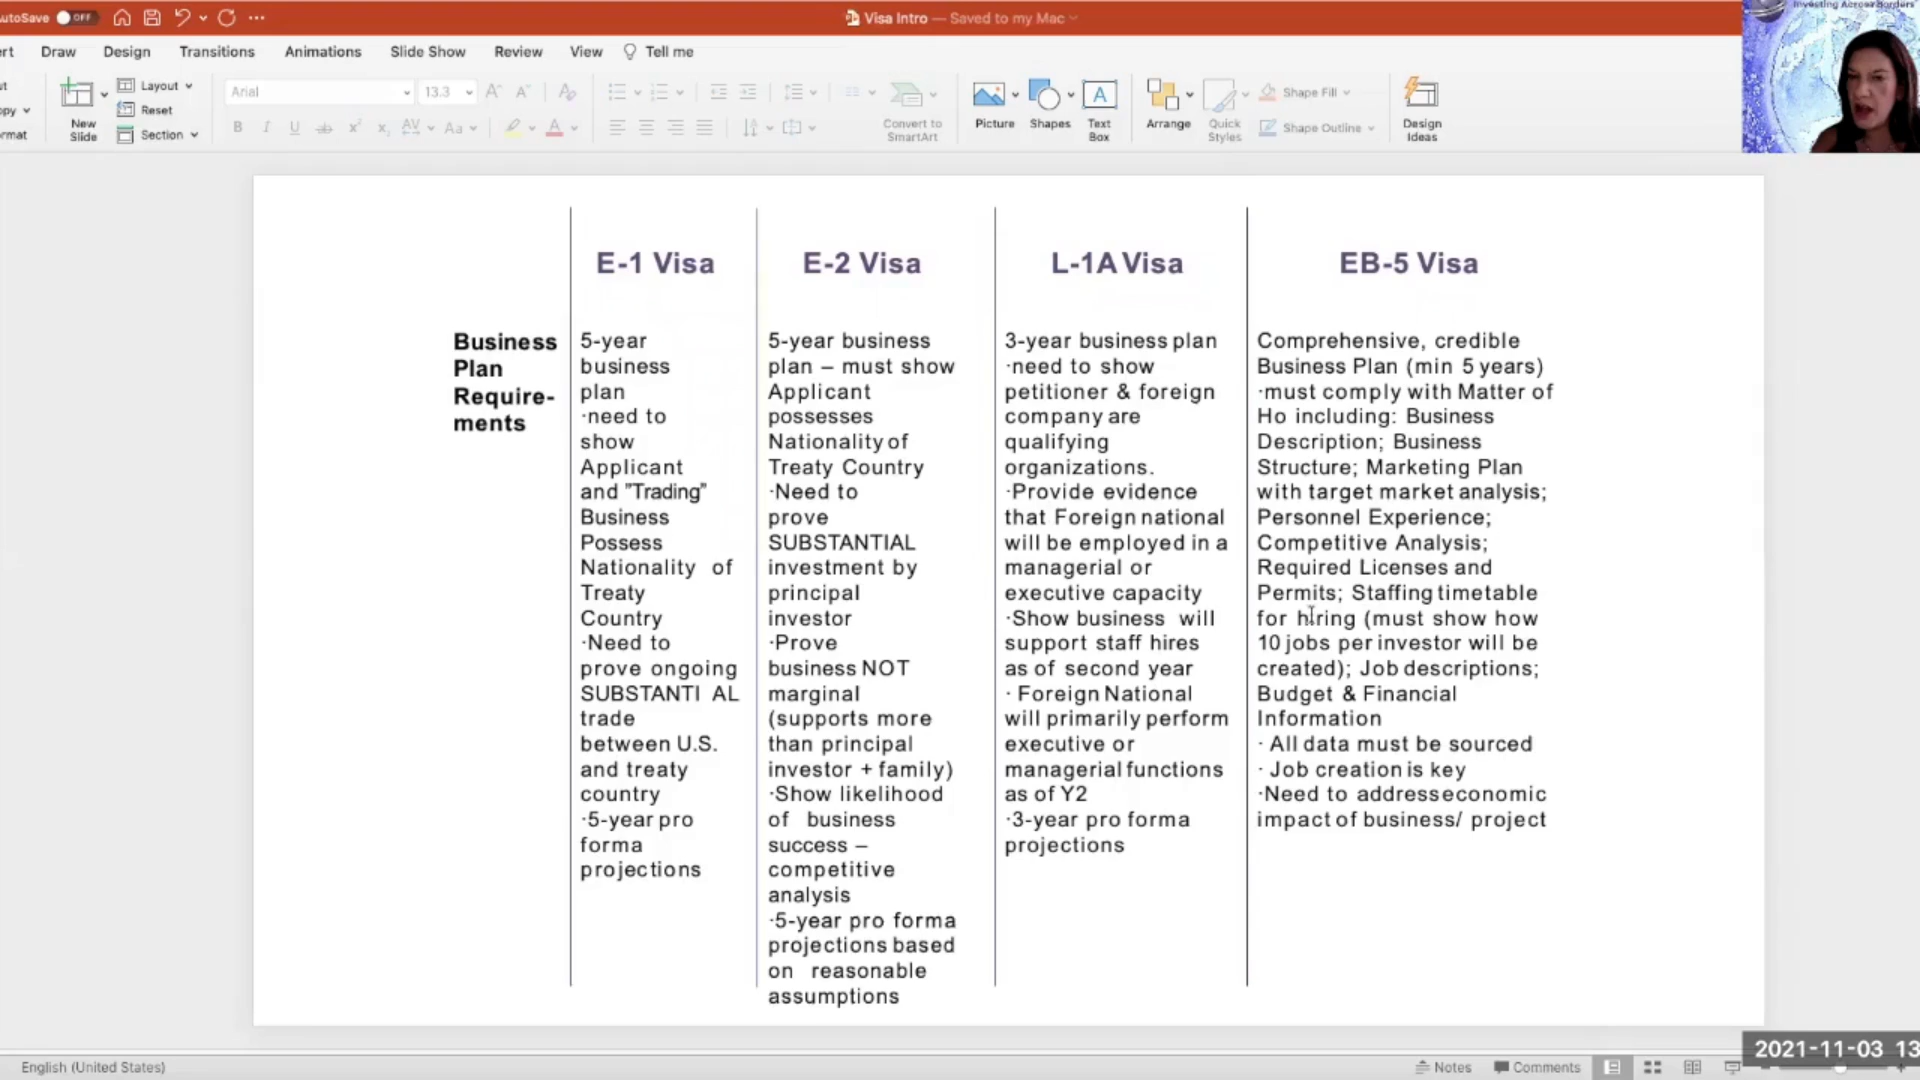 AutoSave OFF
Visa Intro — Saved to my Mac
Investing Across Borders
Draw Design Transitions Animations Slide Show Review View Tell me
New Slide
Layout
Reset
Section
Arial 13.3
Convert to SmartArt
Picture
Shapes
Text Box
Arrange
Quick Styles
Shape Fill
Shape Outline
Design Ideas
E-1 Visa
E-2 Visa
L-1A Visa
EB-5 Visa
Business
Plan
Require-
ments
5-year
business
plan
·need to
show
Applicant
and "Trading"
Business
Possess
Nationality of
Treaty
Country
·Need to
prove ongoing
SUBSTANTI AL
trade
between U.S.
and treaty
country
·5-year pro
forma
projections
5-year business
plan – must show
Applicant
possesses
Nationality of
Treaty Country
·Need to
prove
SUBSTANTIAL
investment by
principal
investor
·Prove
business NOT
marginal
(supports more
than principal
investor + family)
·Show likelihood
of business
success –
competitive
analysis
·5-year pro forma
projections based
on reasonable
assumptions
3-year business plan
·need to show
petitioner & foreign
company are
qualifying
organizations.
·Provide evidence
that Foreign national
will be employed in a
managerial or
executive capacity
·Show business will
support staff hires
as of second year
· Foreign National
will primarily perform
executive or
managerial functions
as of Y2
·3-year pro forma
projections
Comprehensive, credible
Business Plan (min 5 years)
·must comply with Matter of
Ho including: Business
Description; Business
Structure; Marketing Plan
with target market analysis;
Personnel Experience;
Competitive Analysis;
Required Licenses and
Permits; Staffing timetable
for hiring (must show how
10 jobs per investor will be
created); Job descriptions;
Budget & Financial
Information
· All data must be sourced
· Job creation is key
·Need to address economic
impact of business/ project
English (United States)
Notes
Comments
2021-11-03 13